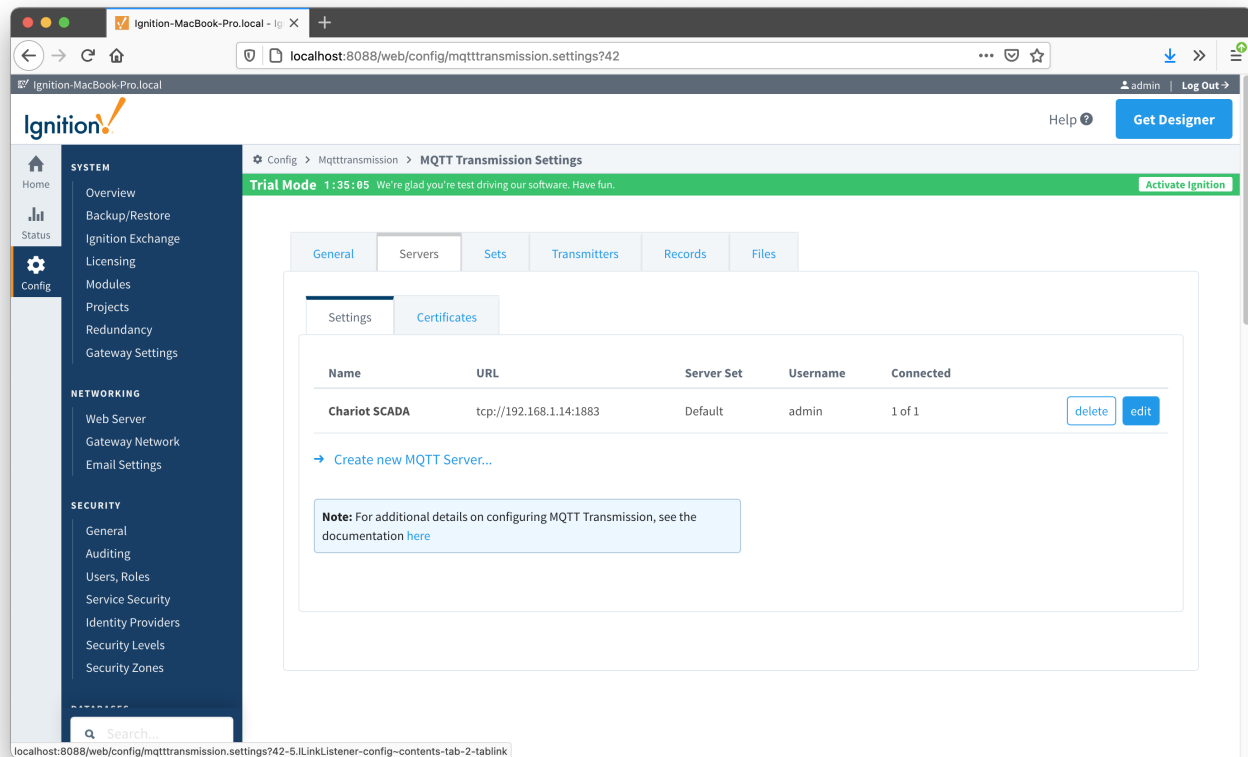 Ignition-MacBook-Pro.local - Ig
localhost:8088/web/config/mqtttransmission.settings?42
Ignition-MacBook-Pro.local
admin | Log Out
Ignition!
Help
Get Designer
Config > Mqtttransmission > MQTT Transmission Settings
Trial Mode 1:35:05 We're glad you're test driving our software. Have fun.
Activate Ignition
Home
Status
Config
SYSTEM
Overview
Backup/Restore
Ignition Exchange
Licensing
Modules
Projects
Redundancy
Gateway Settings
NETWORKING
Web Server
Gateway Network
Email Settings
SECURITY
General
Auditing
Users, Roles
Service Security
Identity Providers
Security Levels
Security Zones
DATABASES
Search...
General Servers Sets Transmitters Records Files
Settings Certificates
Name URL Server Set Username Connected
Chariot SCADA tcp://192.168.1.14:1883 Default admin 1 of 1 delete edit
Create new MQTT Server...
Note: For additional details on configuring MQTT Transmission, see the
documentation here
localhost:8088/web/config/mqtttransmission.settings?42-5.ILinkListener-config~contents-tab-2-tablink